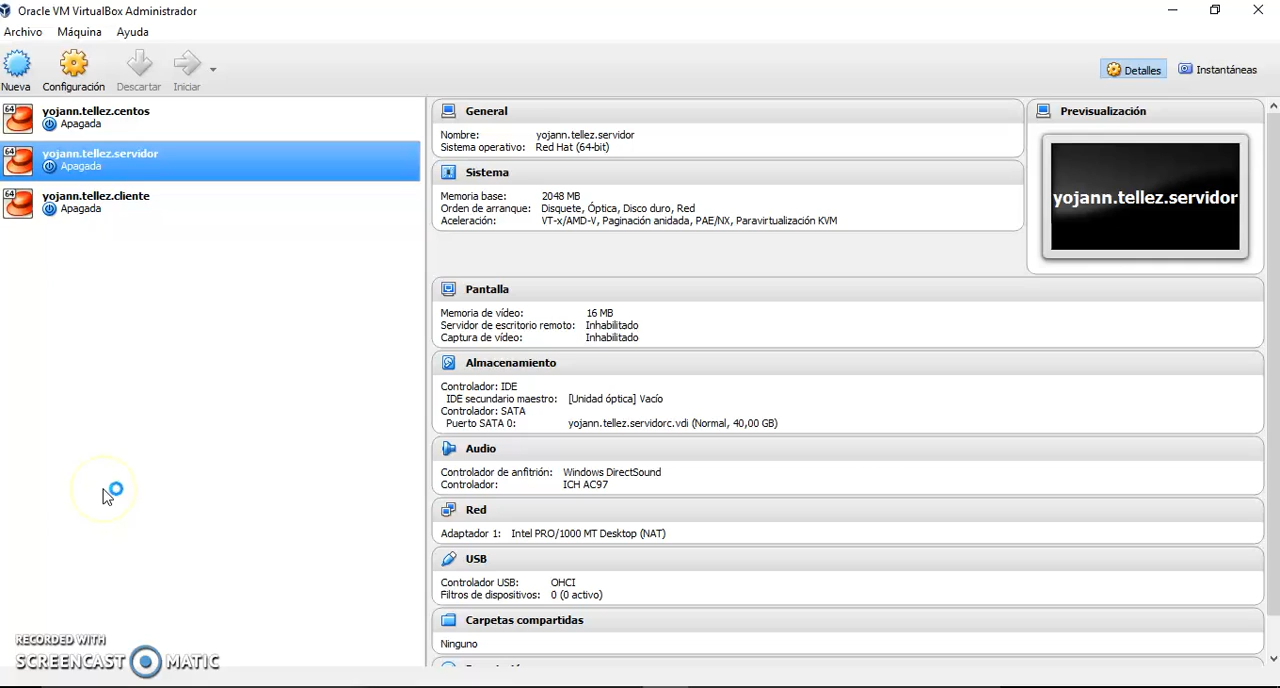 Oracle VM VirtualBox Administrador
Archivo Máquina Ayuda
Nueva Configuración Descartar Iniciar
Detalles Instantáneas
64 yojann.tellez.centos
Apagada
64 yojann.tellez.servidor
Apagada
64 yojann.tellez.cliente
Apagada
General
Nombre: yojann.tellez.servidor
Sistema operativo: Red Hat (64-bit)
Sistema
Memoria base: 2048 MB
Orden de arranque: Disquete, Óptica, Disco duro, Red
Aceleración: VT-x/AMD-V, Paginación anidada, PAE/NX, Paravirtualización KVM
Previsualización
yojann.tellez.servidor
Pantalla
Memoria de vídeo: 16 MB
Servidor de escritorio remoto: Inhabilitado
Captura de vídeo: Inhabilitado
Almacenamiento
Controlador: IDE
IDE secundario maestro: [Unidad óptica] Vacío
Controlador: SATA
Puerto SATA 0: yojann.tellez.servidorc.vdi (Normal, 40,00 GB)
Audio
Controlador de anfitrión: Windows DirectSound
Controlador: ICH AC97
Red
Adaptador 1: Intel PRO/1000 MT Desktop (NAT)
USB
Controlador USB: OHCI
Filtros de dispositivos: 0 (0 activo)
Carpetas compartidas
Ninguno
RECORDED WITH
SCREENCAST MATIC